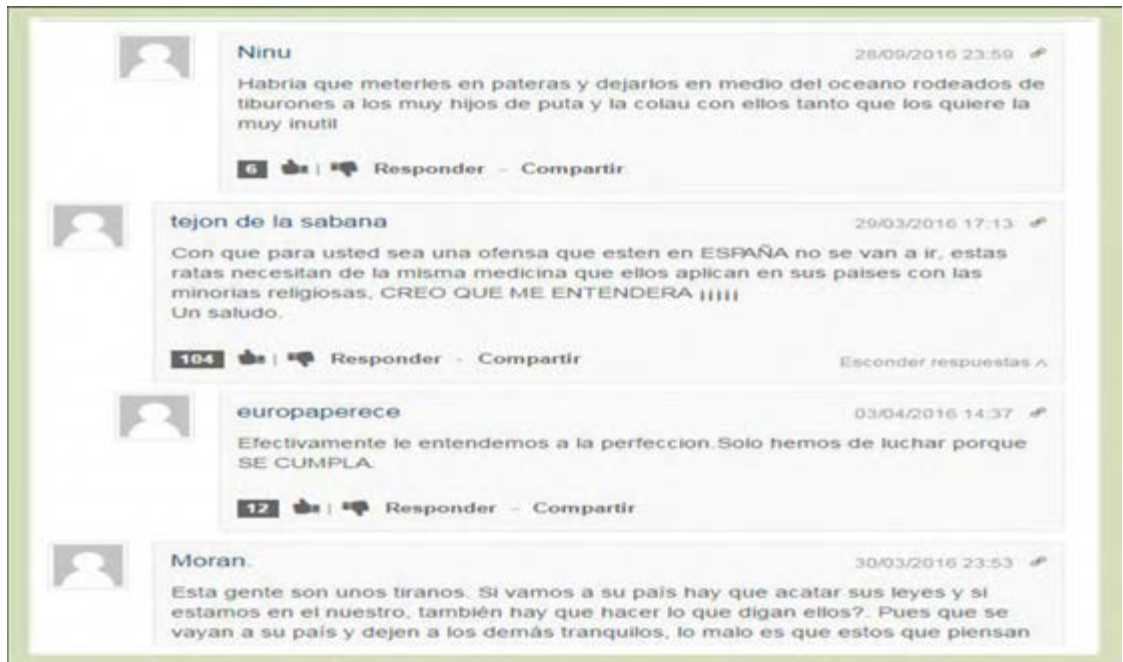 Ninu 28/09/2016 23:59
Habria que meterles en pateras y dejarlos en medio del oceano rodeados de
tiburones a los muy hijos de puta y la colau con ellos tanto que los quiere la
muy inutil
6 | Responder - Compartir
tejon de la sabana 29/03/2016 17:13
Con que para usted sea una ofensa que esten en ESPAÑA no se van a ir, estas
ratas necesitan de la misma medicina que ellos aplican en sus paises con las
minorias religiosas, CREO QUE ME ENTENDERA ¡¡¡¡¡
Un saludo.
104 | Responder - Compartir Esconder respuestas ˄
europaperece 03/04/2016 14:37
Efectivamente le entendemos a la perfeccion.Solo hemos de luchar porque
SE CUMPLA.
12 | Responder - Compartir
Moran. 30/03/2016 23:53
Esta gente son unos tiranos. Si vamos a su país hay que acatar sus leyes y si
estamos en el nuestro, también hay que hacer lo que digan ellos?. Pues que se
vayan a su país y dejen a los demás tranquilos, lo malo es que estos que piensan